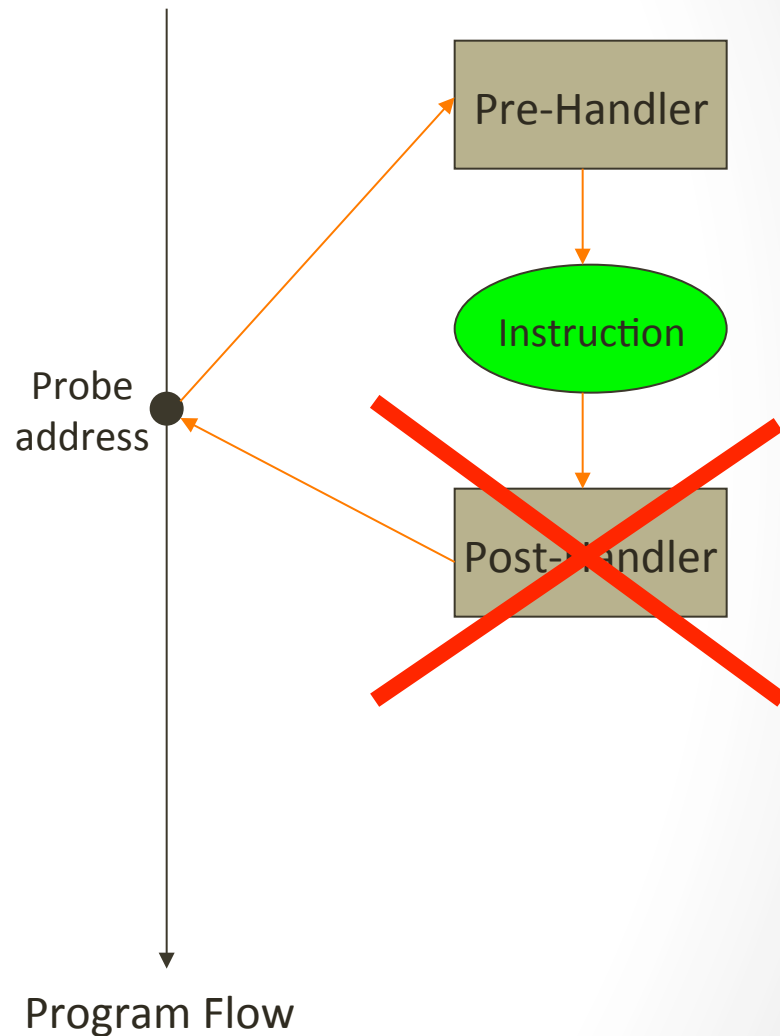 Pre-Handler
Instruction
Probe
address
Post-Handler
Program Flow